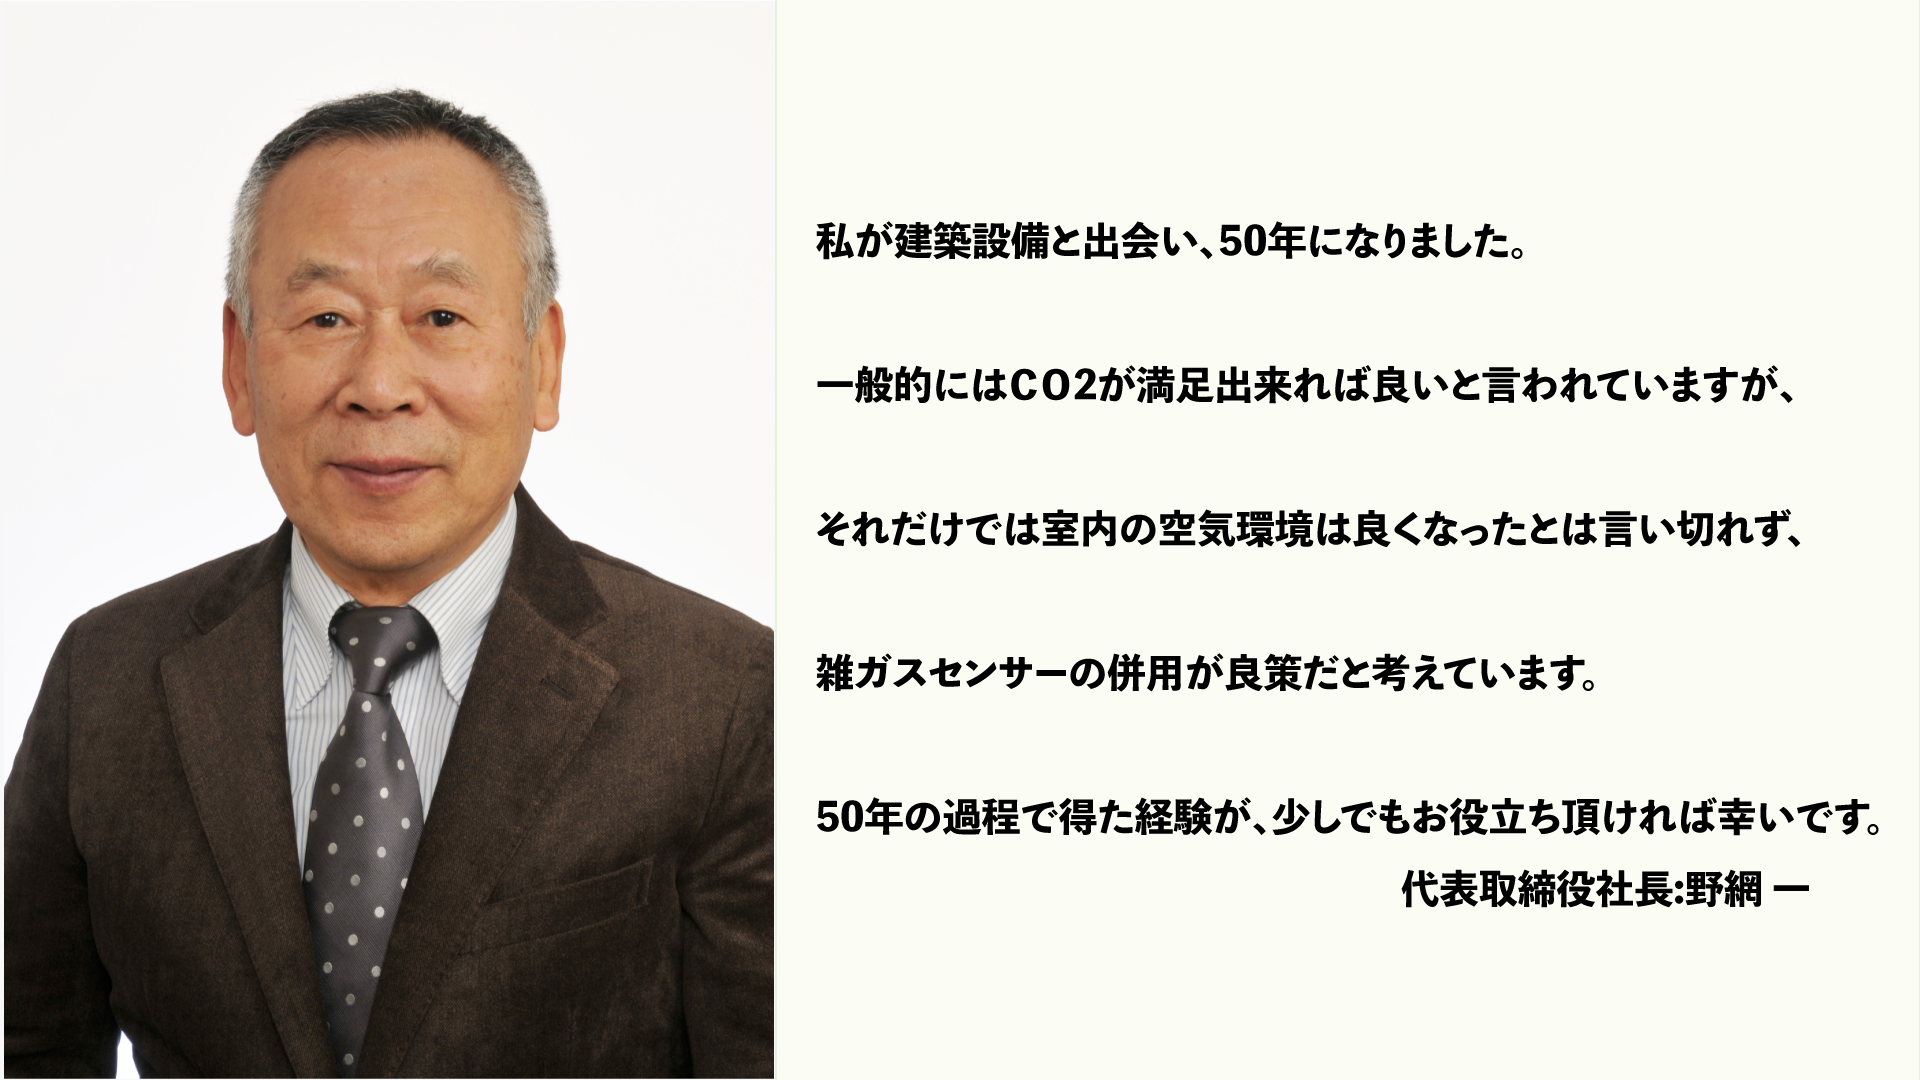 私が建築設備と出会い、50年になりました。
一般的にはCO2が満足出来れば良いと言われていますが、
それだけでは室内の空気環境は良くなったとは言い切れず、
雑ガスセンサーの併用が良策だと考えています。
50年の過程で得た経験が、少しでもお役立ち頂ければ幸いです。
代表取締役社長:野網 一